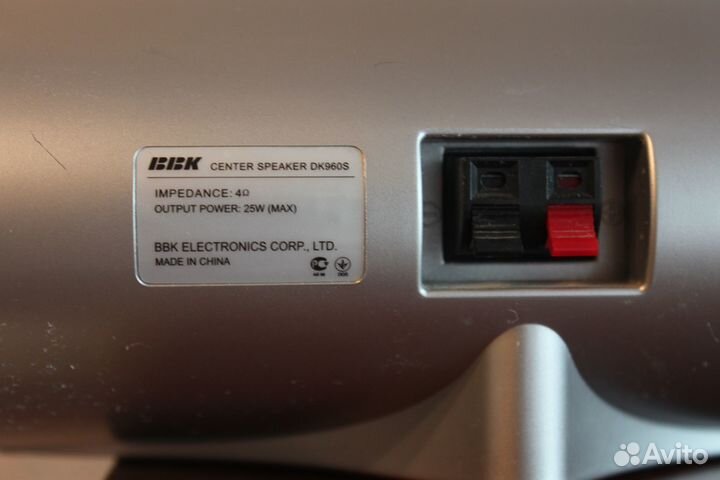 BBK CENTER SPEAKER DK960S
IMPEDANCE: 4Ω
OUTPUT POWER: 25W (MAX)
BBK ELECTRONICS CORP., LTD.
MADE IN CHINA
Avito